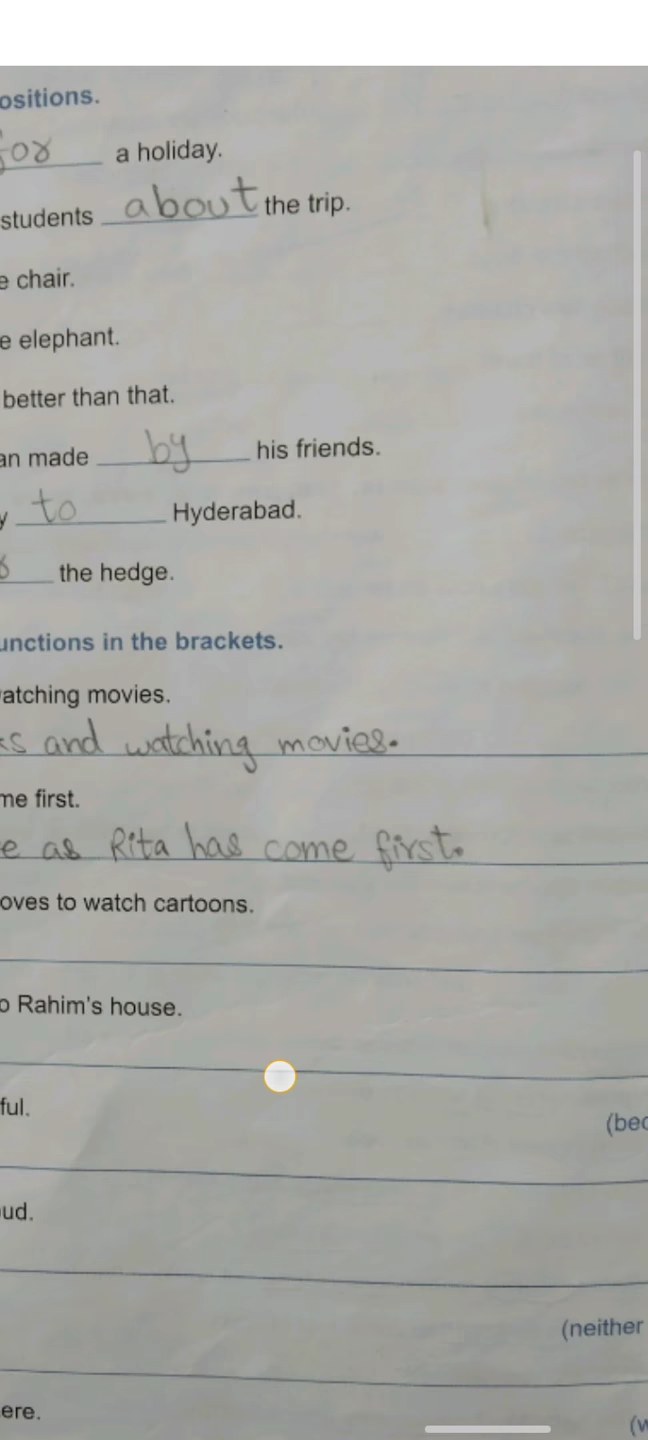 ositions.
for a holiday.
students about the trip.
e chair.
e elephant.
better than that.
an made by his friends.
y to Hyderabad.
the hedge.
unctions in the brackets.
atching movies.
ks and watching movies.
me first.
e as Rita has come first.
oves to watch cartoons.
o Rahim's house.
ful.
(bec
ud.
(neither
ere.
(w